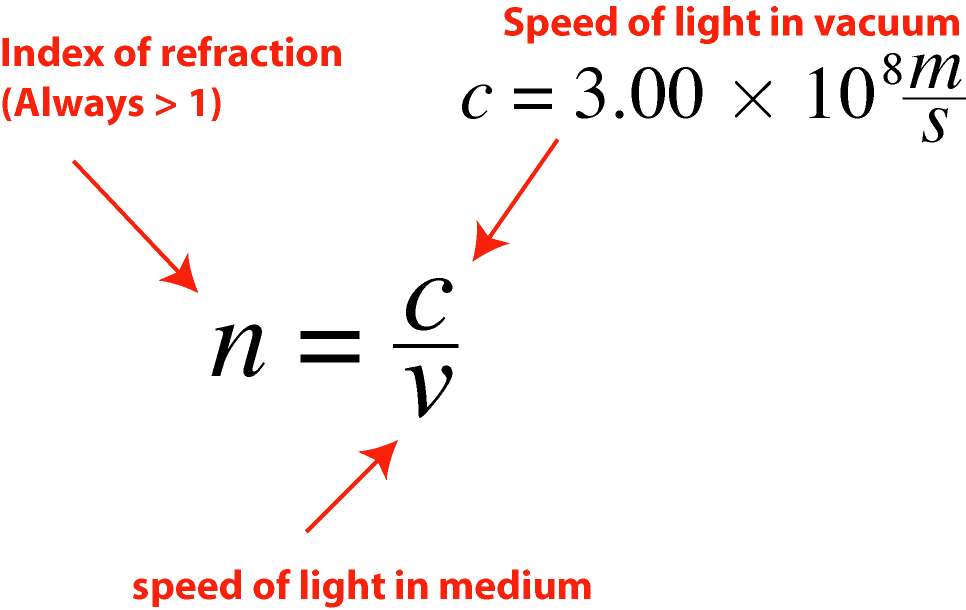 Index of refraction
(Always > 1)
Speed of light in vacuum
c = 3.00 × 10⁸ m/s
n = c/v
speed of light in medium